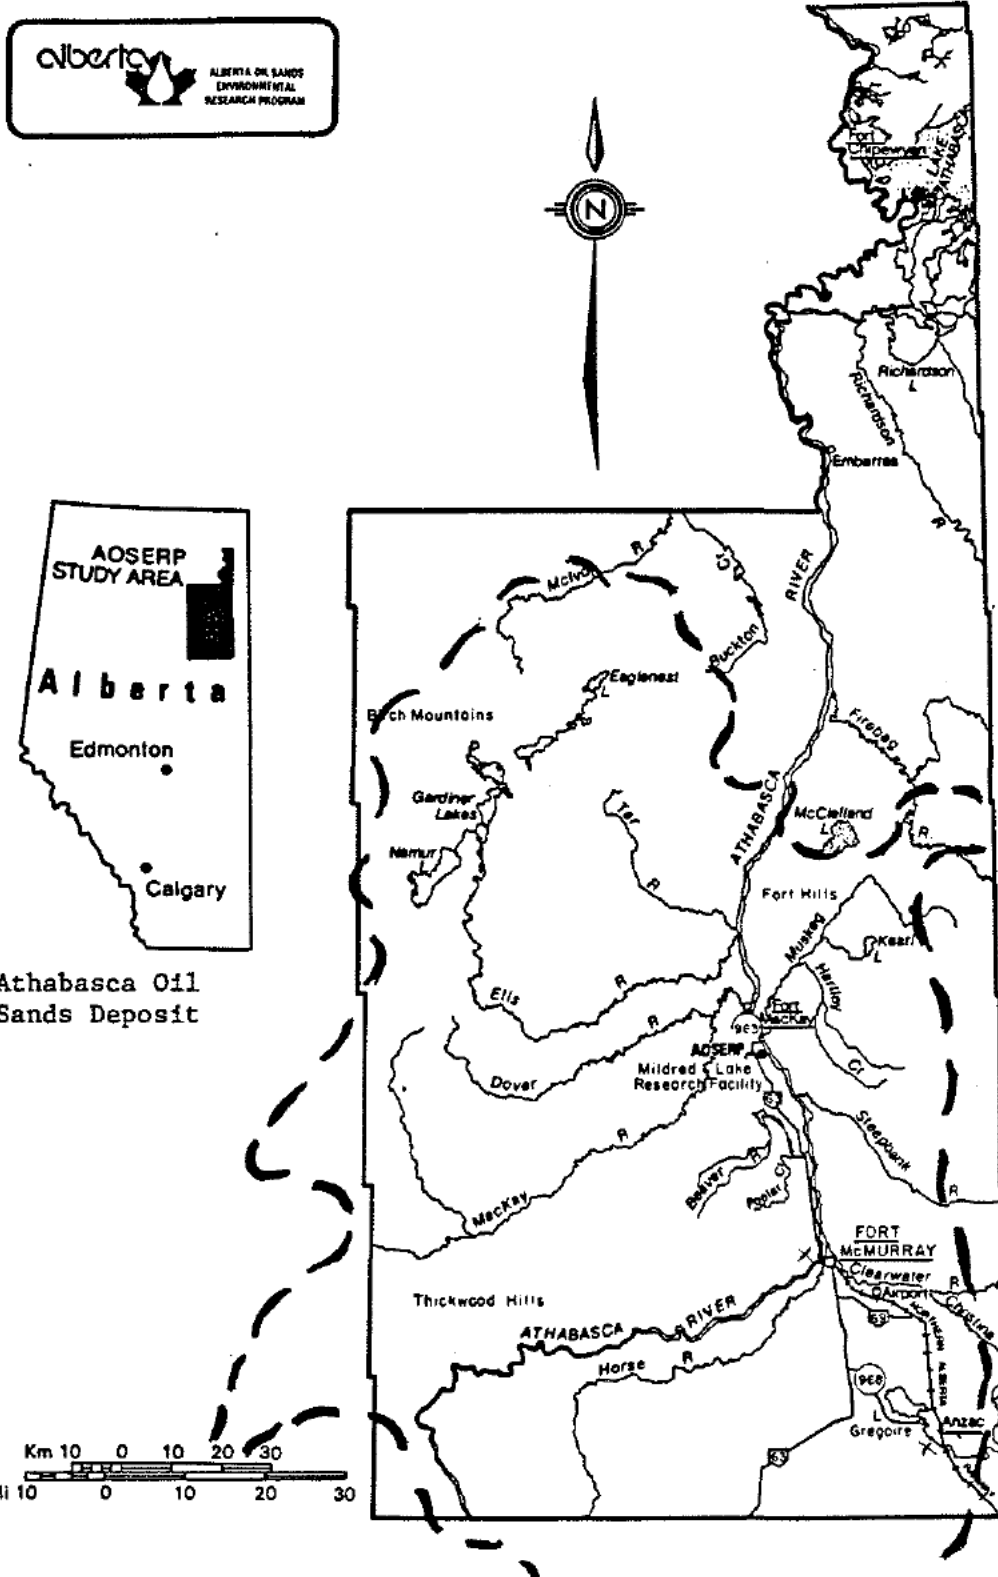 alberta
ALBERTA OIL SANDS
ENVIRONMENTAL
RESEARCH PROGRAM
N
Fort
Chipewyan
LAKE
ATHABASCA
Richardson
L
Richardson
R
Embarras
RIVER
AOSERP
STUDY AREA
Alberta
Edmonton
Calgary
R
Cr
Buckton
Eaglenest
L
Birch Mountains
Firebag
R
Gardiner
Lakes
Namur
L
Tar
R
ATHABASCA
McClelland
L
Fort Hills
Muskeg
Kearl
L
Hartley
Cr
Athabasca Oil
Sands Deposit
Ells
R
Fort
MacKay
963
AOSERP
Mildred Lake
Research Facility
Dover
R
63
Steepbank
R
MacKay
R
Beaver
R
Poplar
Cr
FORT
McMURRAY
Clearwater
R
Airport
Christina
69
NORTHERN ALBERTA
Thickwood Hills
ATHABASCA
RIVER
Horse
R
968
L
Gregoire
Anzac
63
Km 10 0 10 20 30
Mi 10 0 10 20 30